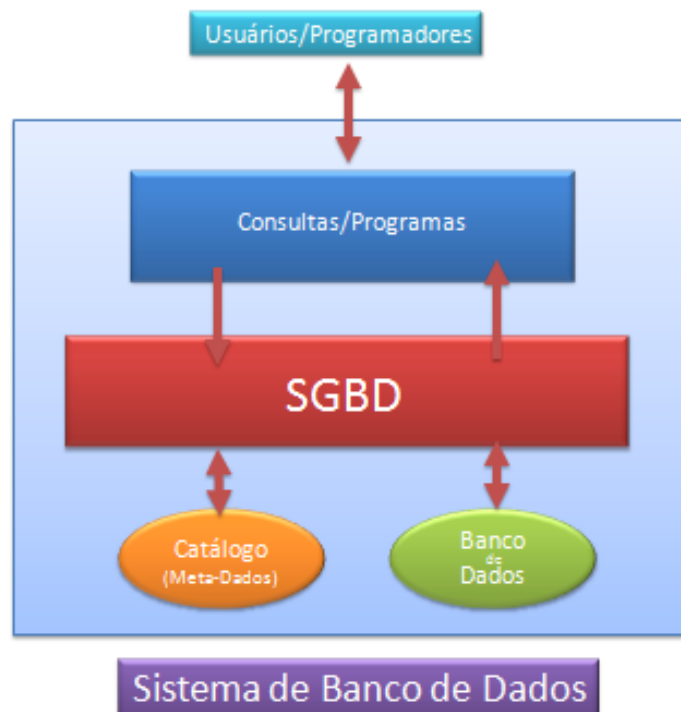 Usuários/Programadores
Consultas/Programas
SGBD
Catálogo
(Meta-Dados)
Banco
de
Dados
Sistema de Banco de Dados